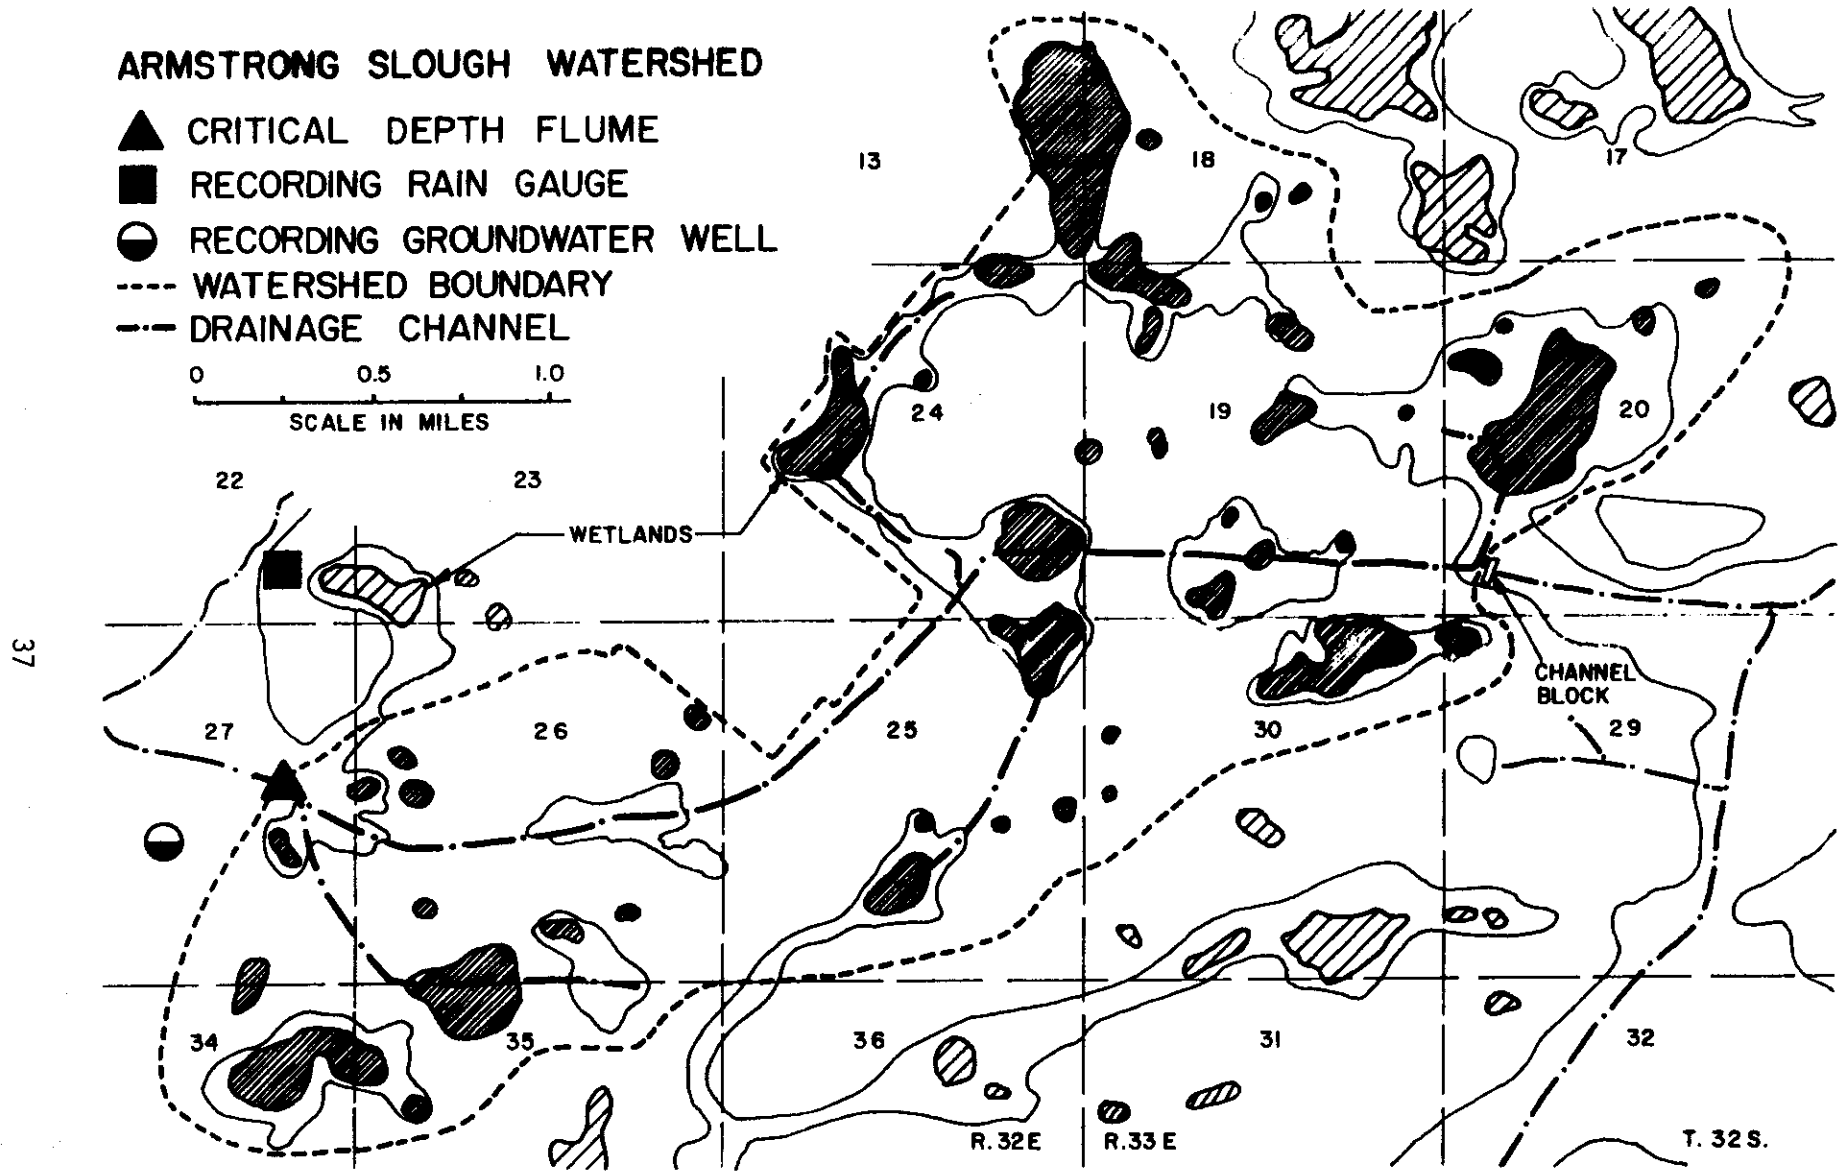 ARMSTRONG SLOUGH WATERSHED
CRITICAL DEPTH FLUME
RECORDING RAIN GAUGE
RECORDING GROUNDWATER WELL
WATERSHED BOUNDARY
DRAINAGE CHANNEL
0 0.5 1.0
SCALE IN MILES
13 18 17
24 19 20
22 23
WETLANDS
37
CHANNEL
BLOCK
27 26 25 30 29
34 35 36 31 32
R. 32E R. 33 E T. 32 S.